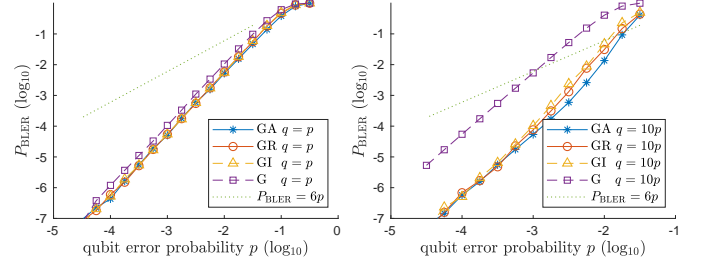 -1
-2
-3
-4
-5
-6
-7
-5
-4
-3
-2
-1
0
P_BLER (log₁₀)
qubit error probability p (log₁₀)
GA q = p
GR q = p
GI q = p
G q = p
P_BLER = 6p
-1
-2
-3
-4
-5
-6
-7
-5
-4
-3
-2
-1
P_BLER (log₁₀)
qubit error probability p (log₁₀)
GA q = 10p
GR q = 10p
GI q = 10p
G q = 10p
P_BLER = 6p